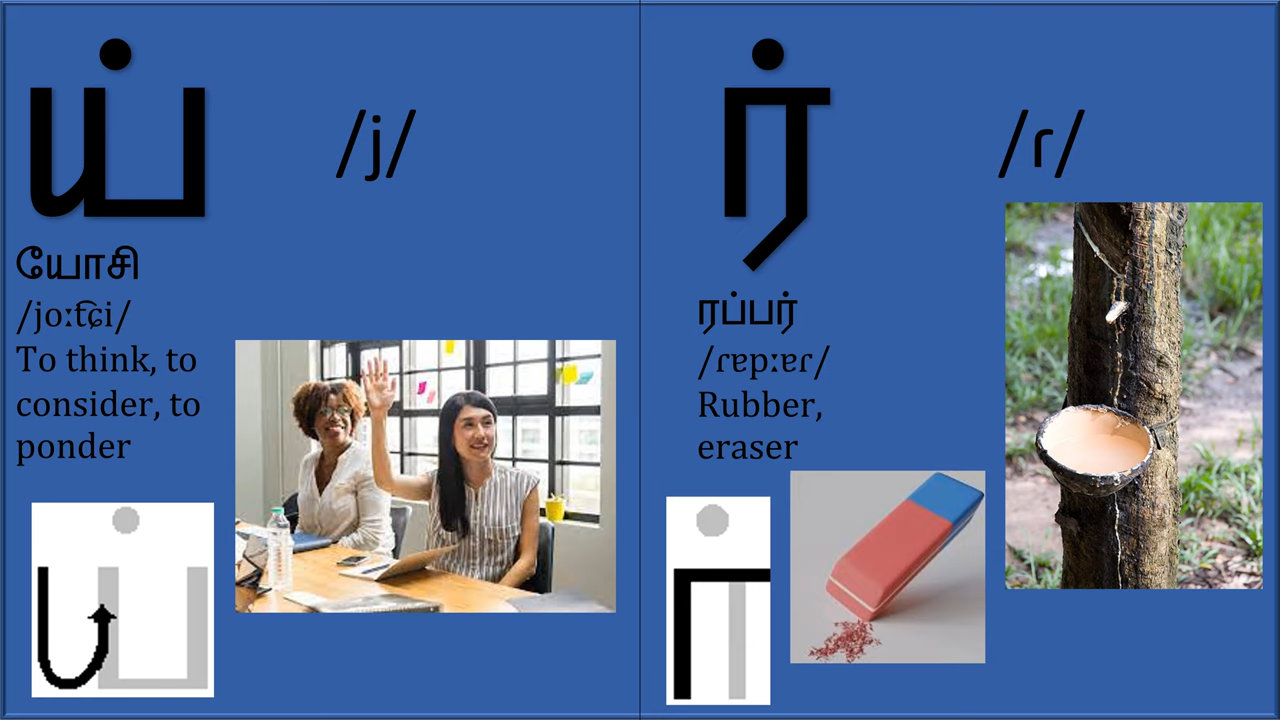 ய்
/j/
யோசி
/joːt͡ɕi/
To think, to
consider, to
ponder
ர்
/ɾ/
ரப்பர்
/ɾɐpːɐɾ/
Rubber,
eraser